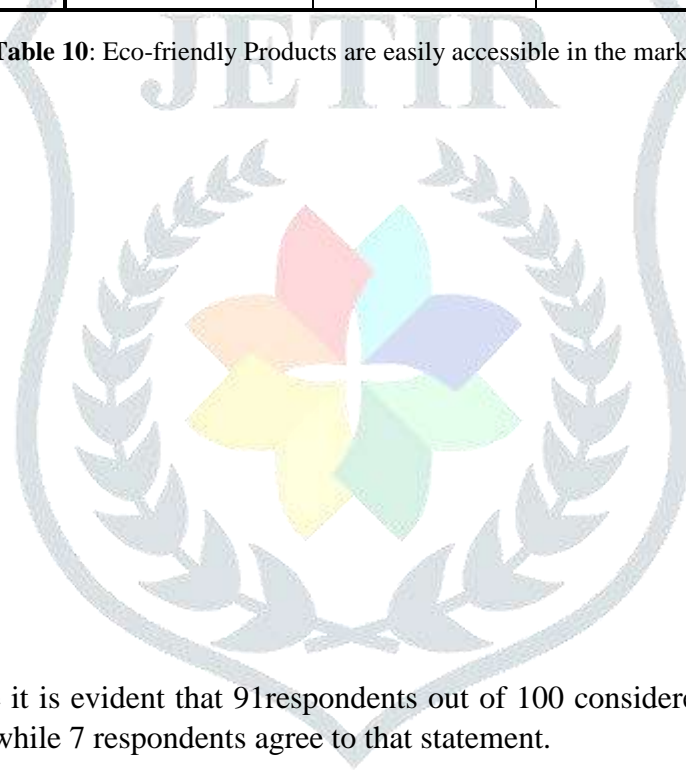 Table 10: Eco-friendly Products are easily accessible in the mark
JETIR
it is evident that 91respondents out of 100 considere
while 7 respondents agree to that statement.